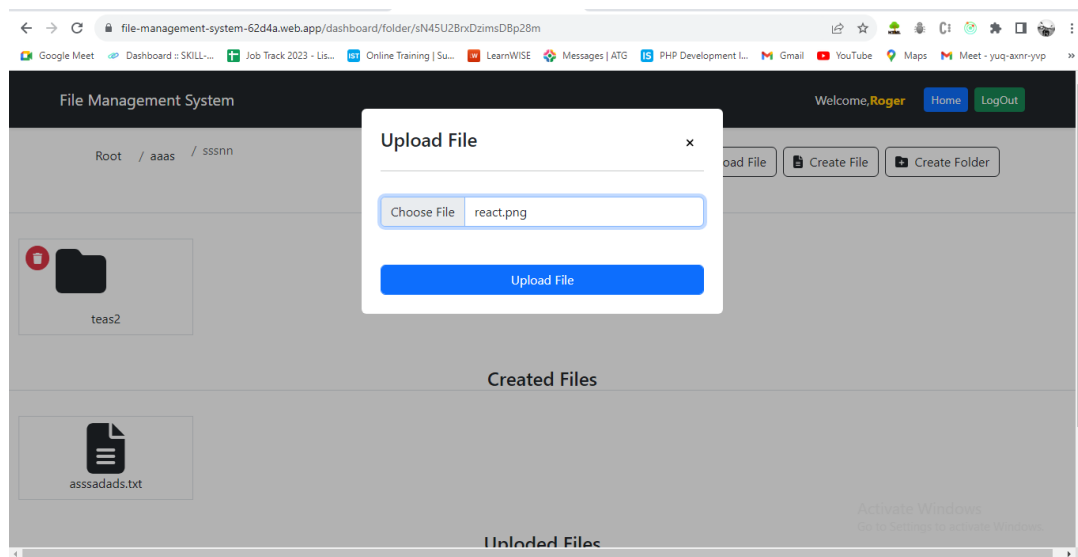 file-management-system-62d4a.web.app/dashboard/folder/sN45U2BrxDzimsDBp28m
Google Meet Dashboard :: SKILL-... Job Track 2023 - Lis... IST Online Training | Su... W LearnWISE Messages | ATG IS PHP Development I... Gmail YouTube Maps Meet - yuq-axnr-yvp »
File Management System Welcome,Roger Home LogOut
Upload File ×
Root / aaas / sssnn oad File Create File Create Folder
Choose File react.png
Upload File
teas2
Created Files
asssadads.txt
Activate Windows
Go to Settings to activate Windows.
Uploded Files